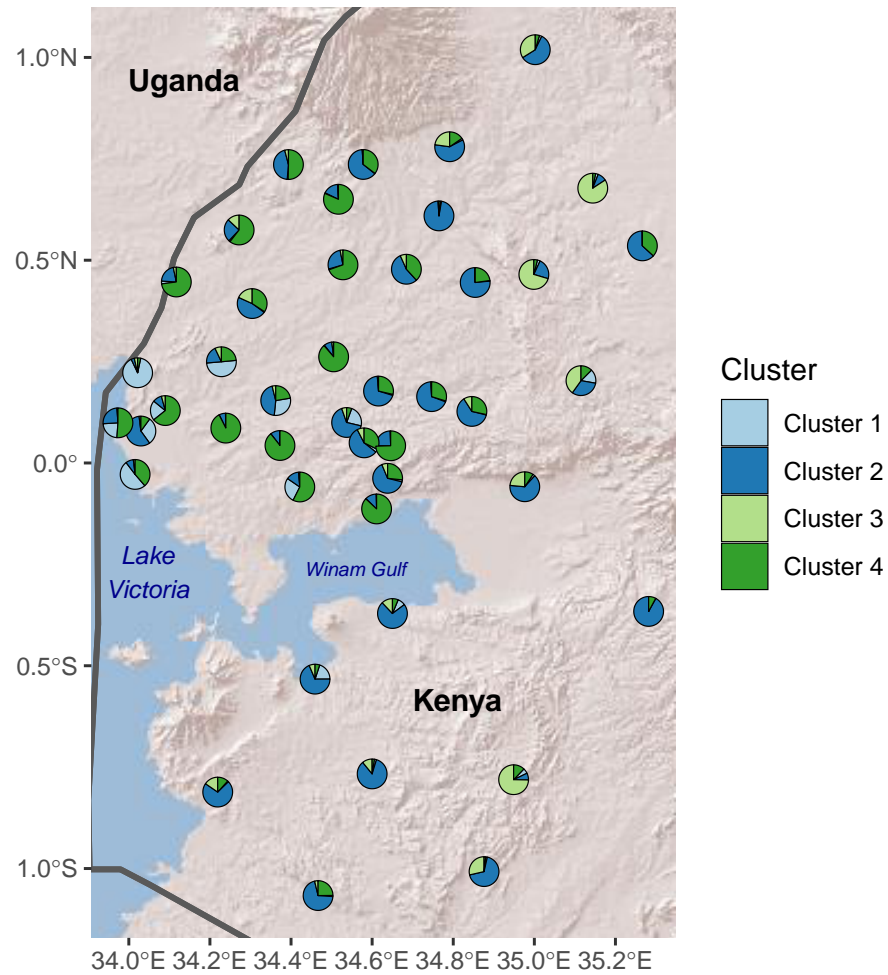 1.0°N
Uganda
0.5°N
0.0°
Lake
Victoria
Winam Gulf
0.5°S
Kenya
1.0°S
34.0°E 34.2°E 34.4°E 34.6°E 34.8°E 35.0°E 35.2°E
Cluster
Cluster 1
Cluster 2
Cluster 3
Cluster 4